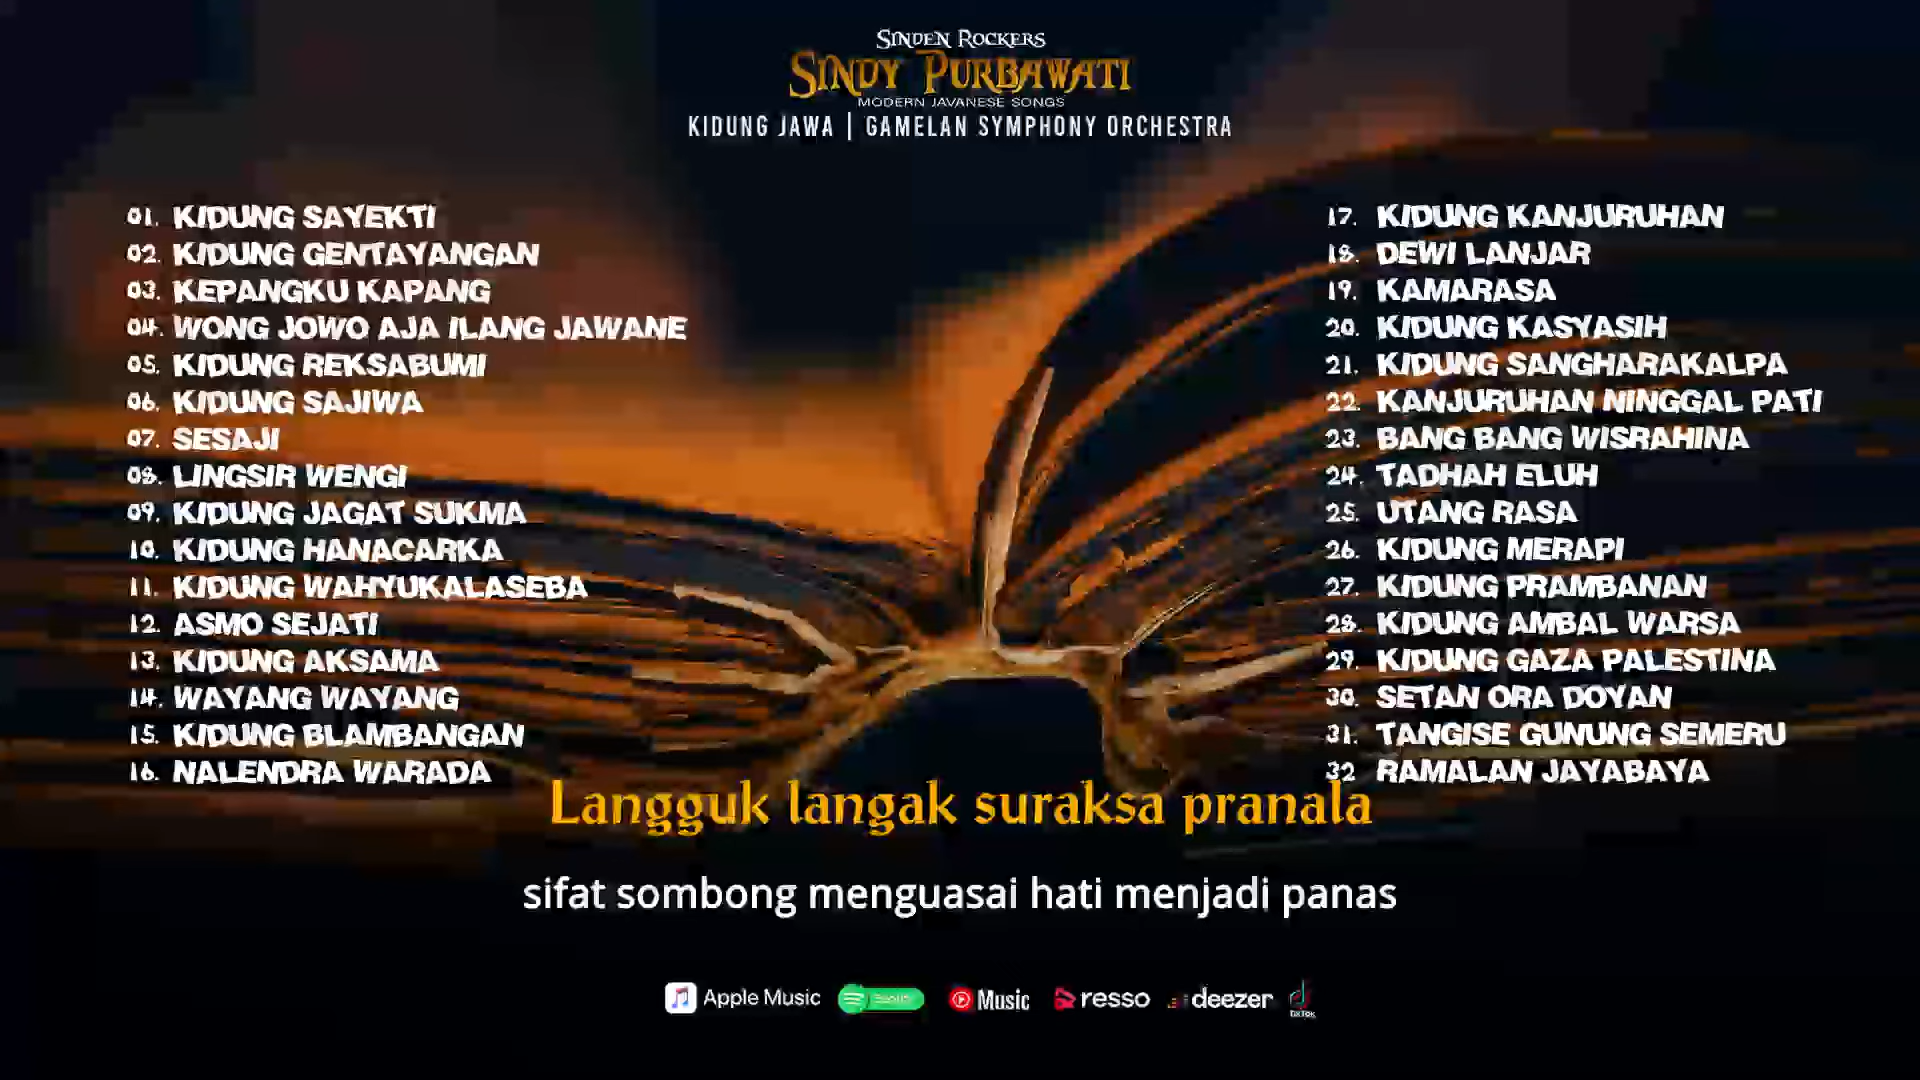 SINDEN ROCKERS
SINDY PURBAWATI
MODERN JAVANESE SONGS
KIDUNG JAWA | GAMELAN SYMPHONY ORCHESTRA
01. KIDUNG SAYEKTI
02. KIDUNG GENTAYANGAN
03. KEPANGKU KAPANG
04. WONG JOWO AJA ILANG JAWANE
05. KIDUNG REKSABUMI
06. KIDUNG SAJIWA
07. SESAJI
08. LINGSIR WENGI
09. KIDUNG JAGAT SUKMA
10. KIDUNG HANACARKA
11. KIDUNG WAHYUKALASEBA
12. ASMO SEJATI
13. KIDUNG AKSAMA
14. WAYANG WAYANG
15. KIDUNG BLAMBANGAN
16. NALENDRA WARADA
17. KIDUNG KANJURUHAN
18. DEWI LANJAR
19. KAMARASA
20. KIDUNG KASYASIH
21. KIDUNG SANGHARAKALPA
22. KANJURUHAN NINGGAL PATI
23. BANG BANG WISRAHINA
24. TADHAH ELUH
25. UTANG RASA
26. KIDUNG MERAPI
27. KIDUNG PRAMBANAN
28. KIDUNG AMBAL WARSA
29. KIDUNG GAZA PALESTINA
30. SETAN ORA DOYAN
31. TANGISE GUNUNG SEMERU
32 RAMALAN JAYABAYA
Langguk langak suraksa pranala
sifat sombong menguasai hati menjadi panas
Apple Music Music resso deezer TikTok